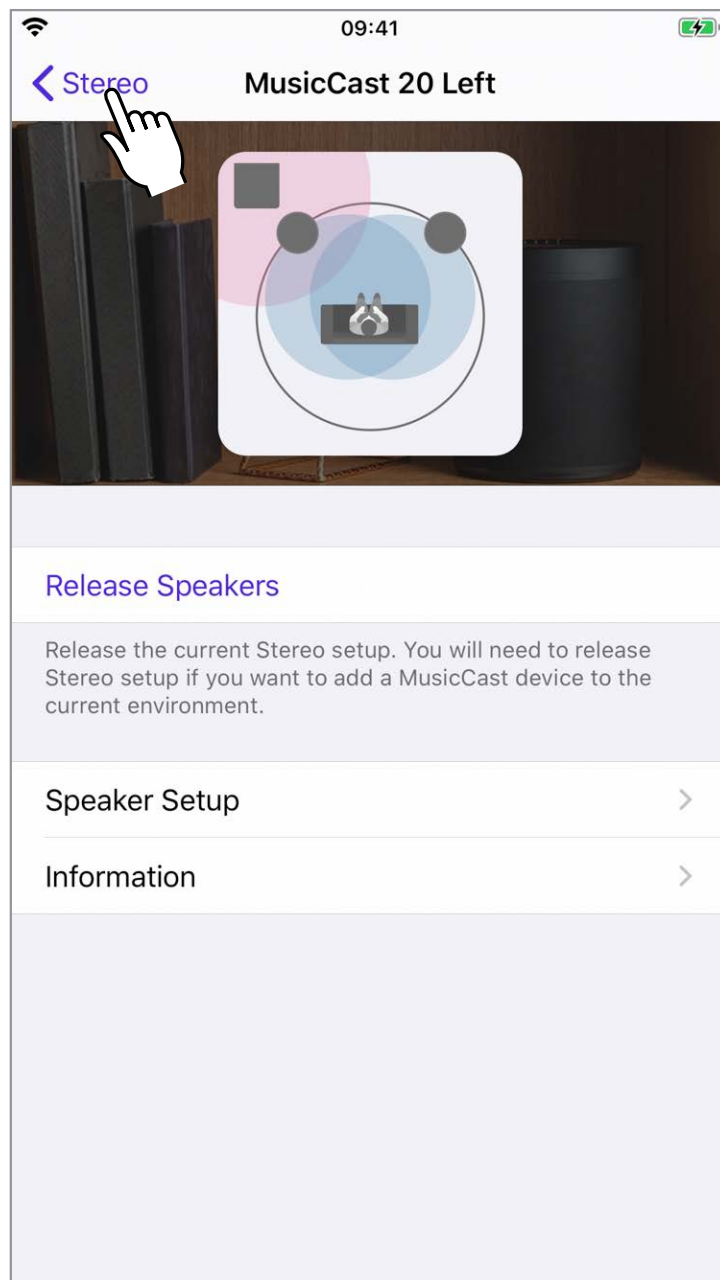 09:41
Stereo
MusicCast 20 Left
Release Speakers
Release the current Stereo setup. You will need to release
Stereo setup if you want to add a MusicCast device to the
current environment.
Speaker Setup
Information